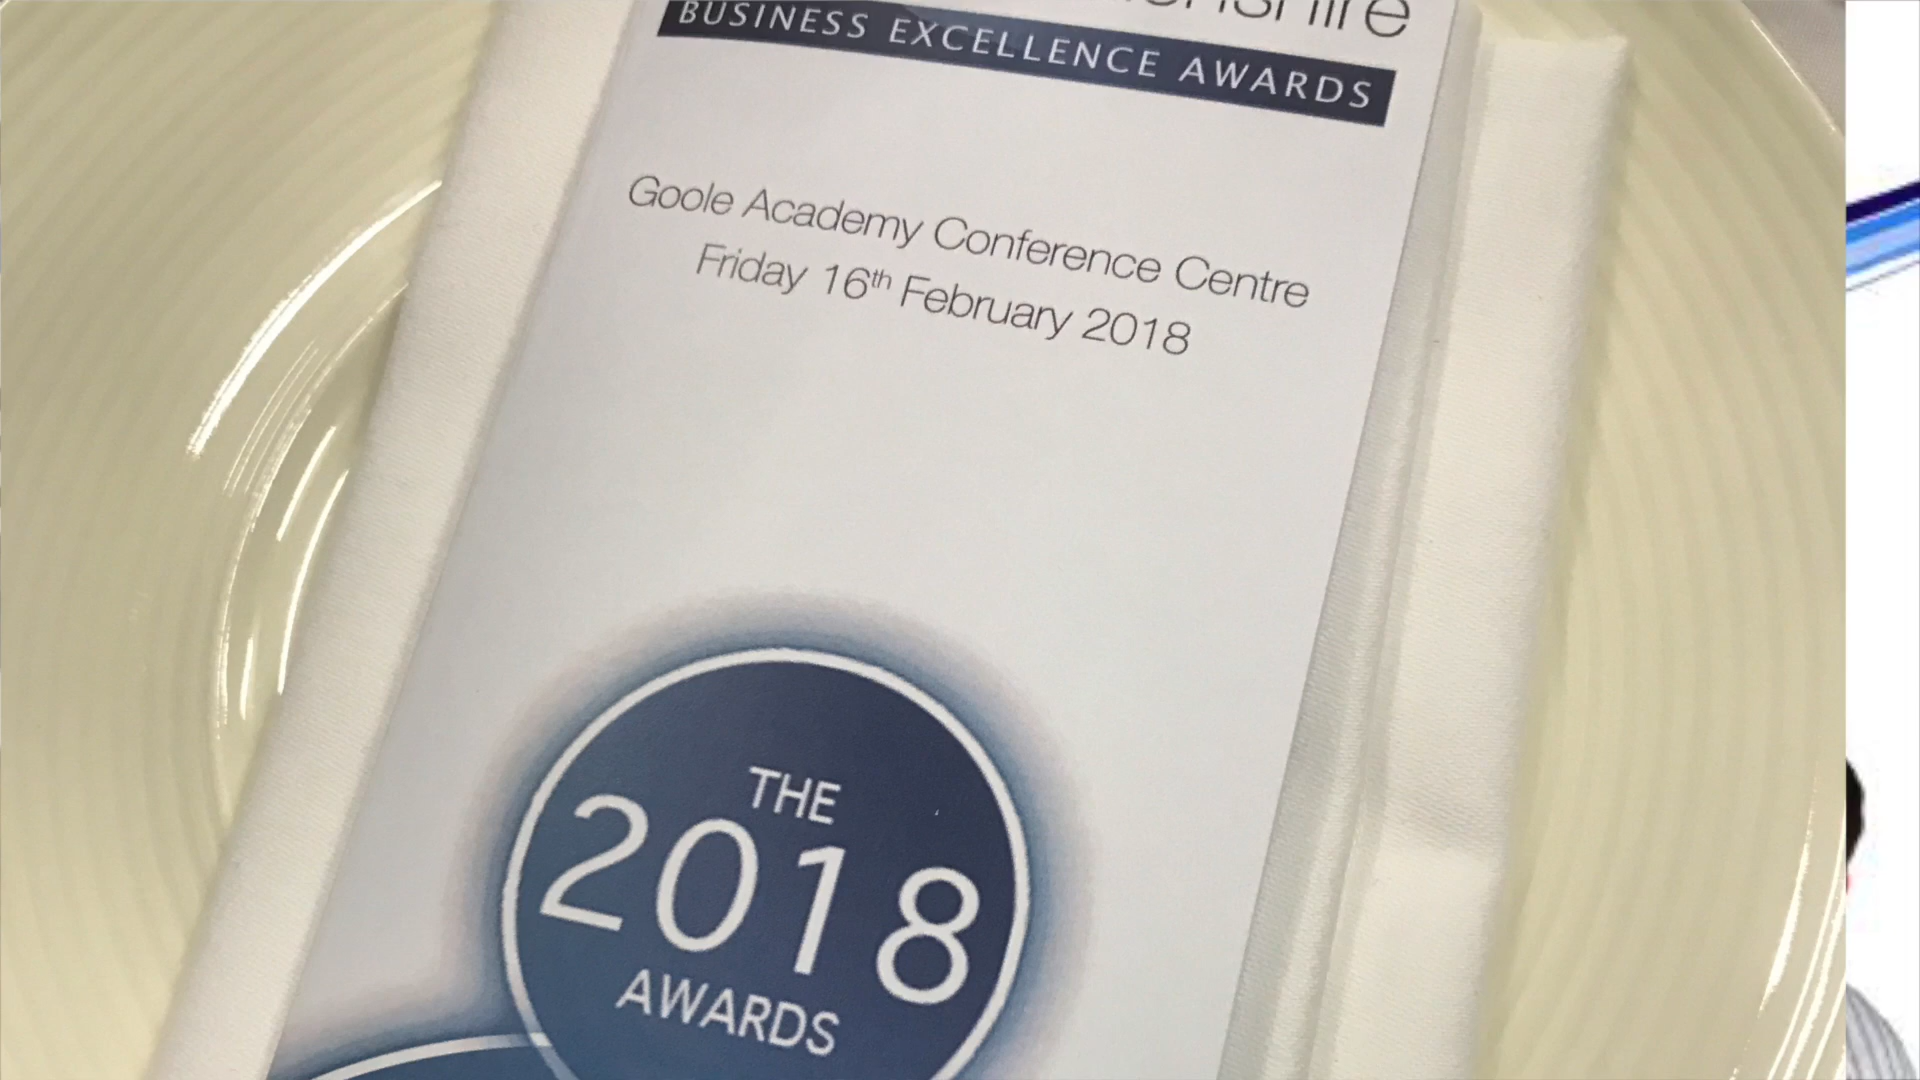 BUSINESS EXCELLENCE AWARDS
Goole Academy Conference Centre
Friday 16th February 2018
THE
2018
AWARDS